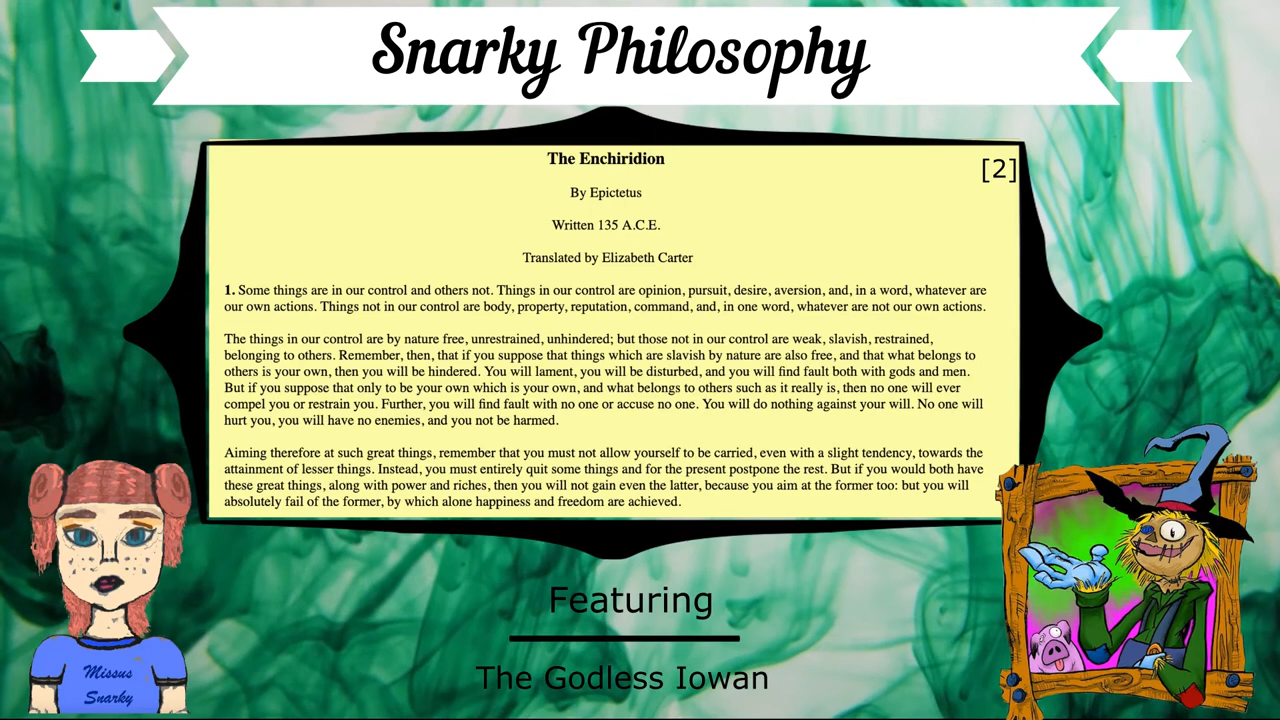 Snarky Philosophy
The Enchiridion
[2]
By Epictetus
Written 135 A.C.E.
Translated by Elizabeth Carter
1. Some things are in our control and others not. Things in our control are opinion, pursuit, desire, aversion, and, in a word, whatever are
our own actions. Things not in our control are body, property, reputation, command, and, in one word, whatever are not our own actions.
The things in our control are by nature free, unrestrained, unhindered; but those not in our control are weak, slavish, restrained,
belonging to others. Remember, then, that if you suppose that things which are slavish by nature are also free, and that what belongs to
others is your own, then you will be hindered. You will lament, you will be disturbed, and you will find fault both with gods and men.
But if you suppose that only to be your own which is your own, and what belongs to others such as it really is, then no one will ever
compel you or restrain you. Further, you will find fault with no one or accuse no one. You will do nothing against your will. No one will
hurt you, you will have no enemies, and you not be harmed.
Aiming therefore at such great things, remember that you must not allow yourself to be carried, even with a slight tendency, towards the
attainment of lesser things. Instead, you must entirely quit some things and for the present postpone the rest. But if you would both have
these great things, along with power and riches, then you will not gain even the latter, because you aim at the former too: but you will
absolutely fail of the former, by which alone happiness and freedom are achieved.
Featuring
The Godless Iowan
Missus
Snarky